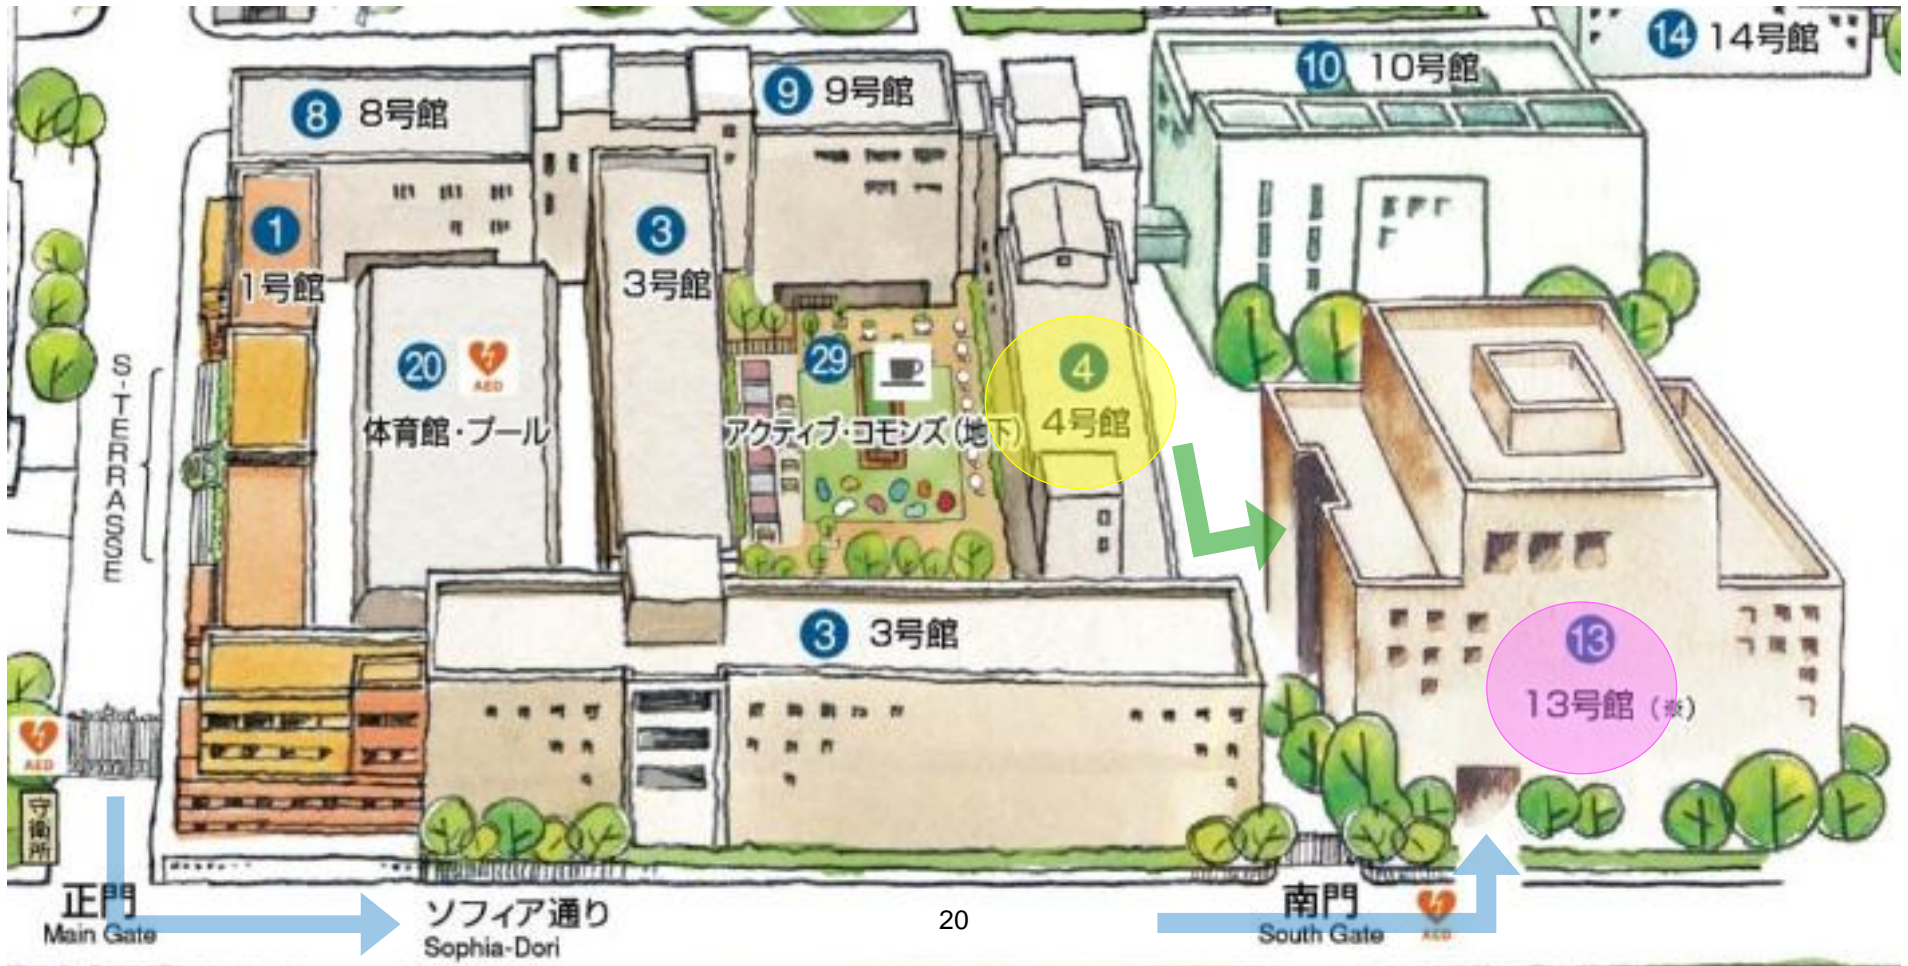 14 14号館
10 10号館
8 8号館
9 9号館
1
1号館
3
3号館
20
AED
体育館・プール
29
アクティブ・コモンズ(地下)
4
4号館
S-TERRASSE
3 3号館
13
13号館(※)
AED
守衛所
正門
Main Gate
ソフィア通り
Sophia-Dori
20
南門
South Gate
AED